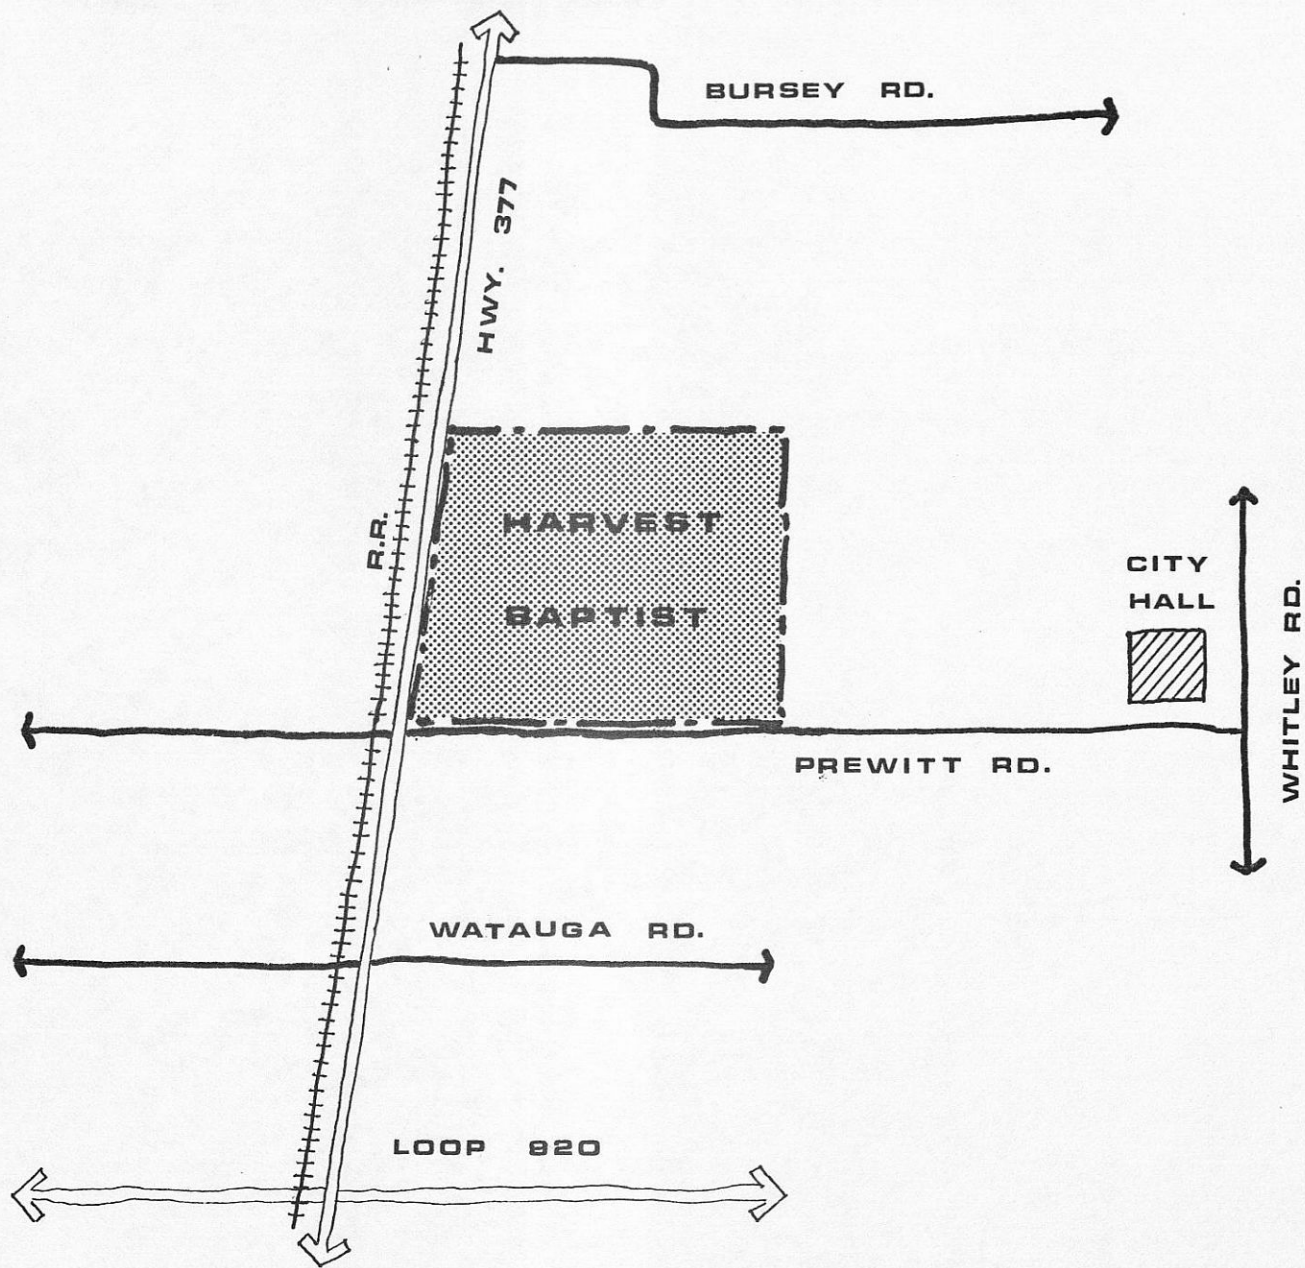 BURSEY RD.
HWY. 377
HARVEST
BAPTIST
R.R.
CITY
HALL
WHITLEY RD.
PREWITT RD.
WATAUGA RD.
LOOP 820